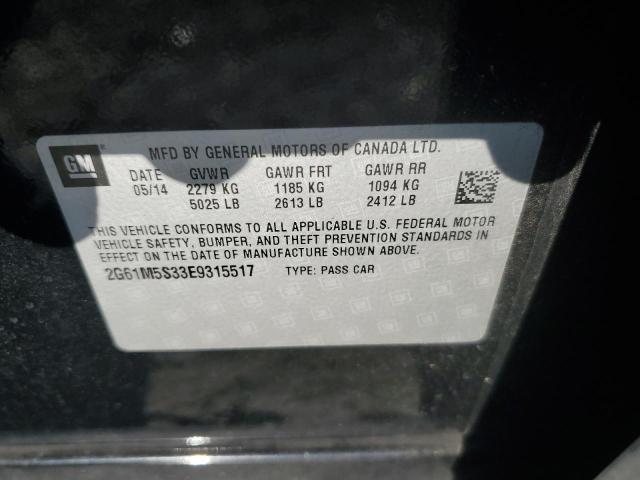 GM
MFD BY GENERAL MOTORS OF CANADA LTD.
DATE GVWR GAWR FRT GAWR RR
05/14 2279 KG 1185 KG 1094 KG
5025 LB 2613 LB 2412 LB
THIS VEHICLE CONFORMS TO ALL APPLICABLE U.S. FEDERAL MOTOR
VEHICLE SAFETY, BUMPER, AND THEFT PREVENTION STANDARDS IN
EFFECT ON THE DATE OF MANUFACTURE SHOWN ABOVE.
2G61M5S33E9315517 TYPE: PASS CAR